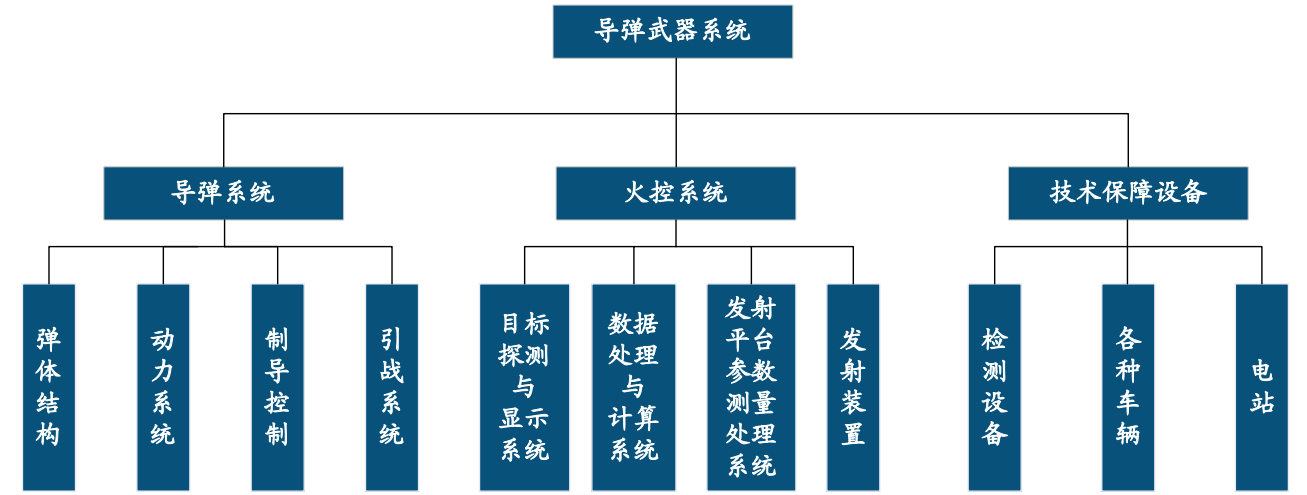 导弹武器系统
导弹系统
火控系统
技术保障设备
弹体结构
动力系统
制导控制
引战系统
目标
探测
与
显示
系统
数据
处理
与
计算
系统
发射
平台
参数
测量
处理
系统
发射装置
检测设备
各种车辆
电站